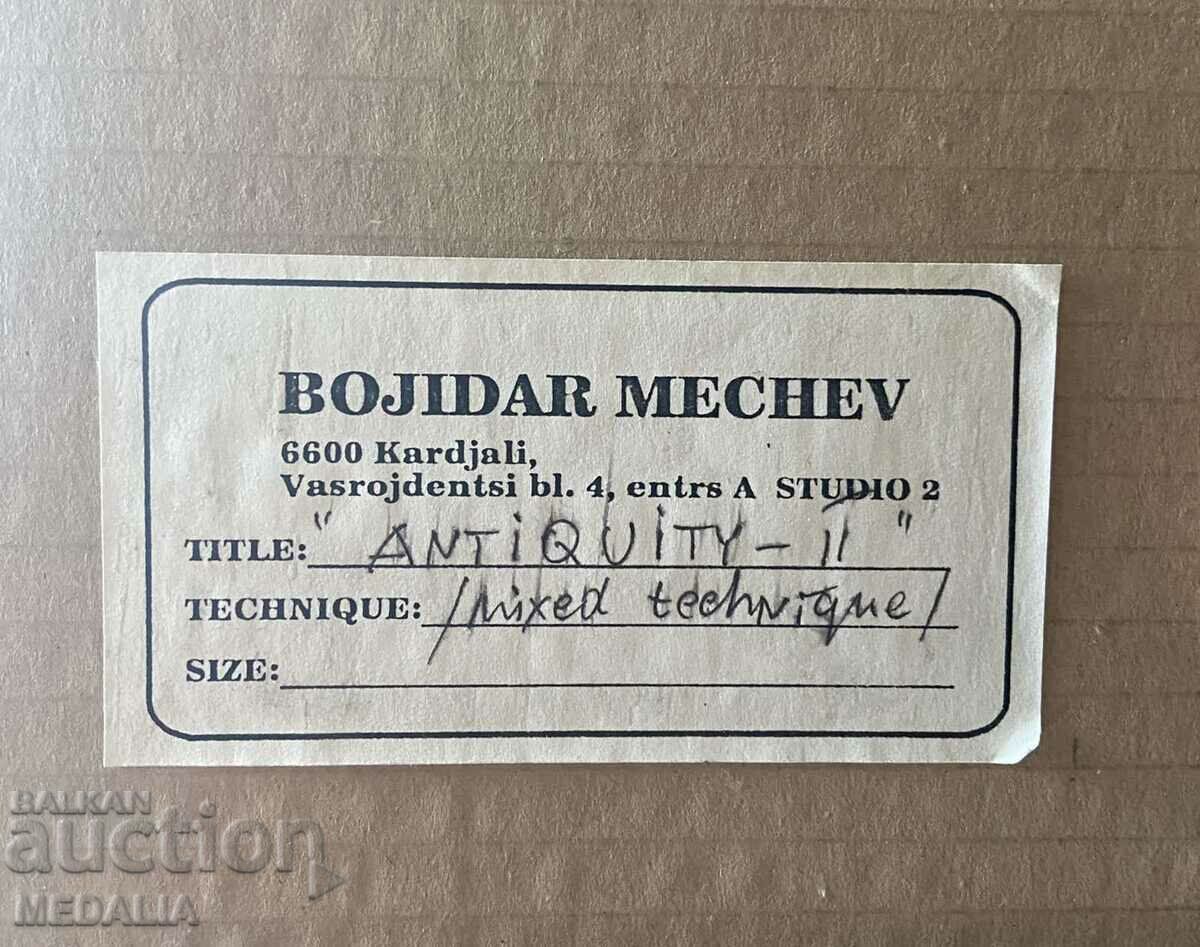 BOJIDAR MECHEV
6600 Kardjali,
Vasrojdentsi bl. 4, entrs A STUDIO 2
TITLE: "ANTIQUITY - II"
TECHNIQUE: /mixed technique/
SIZE:
BALKAN
auction
MEDALIA